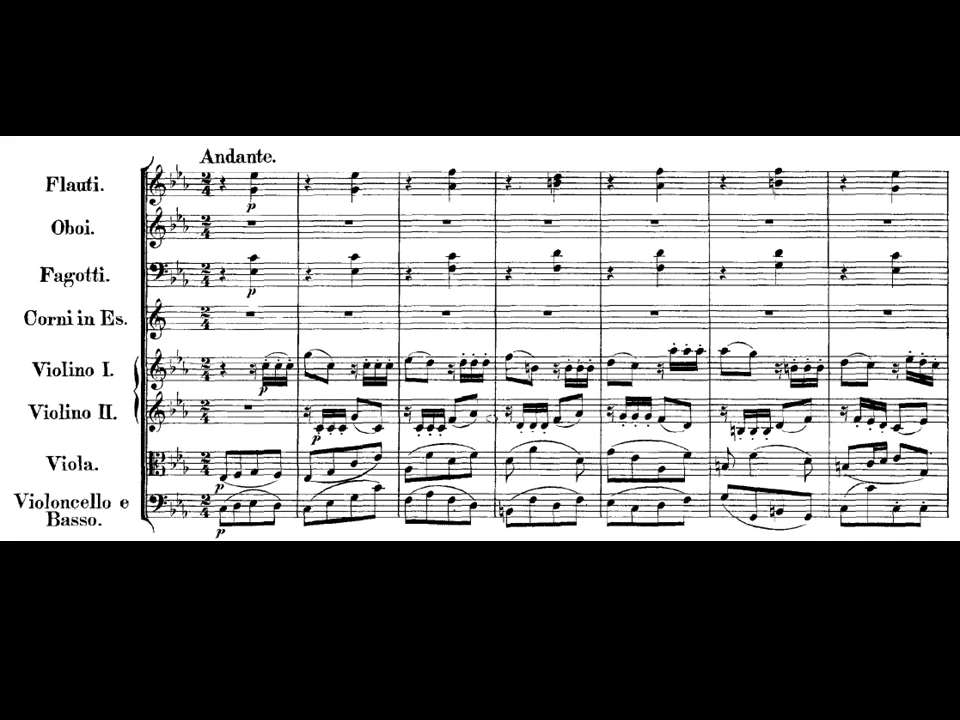 Andante.
Flauti.
Oboi.
Fagotti.
Corni in Es.
Violino I.
Violino II.
Viola.
Violoncello e
Basso.
p
p
p
p
p
p